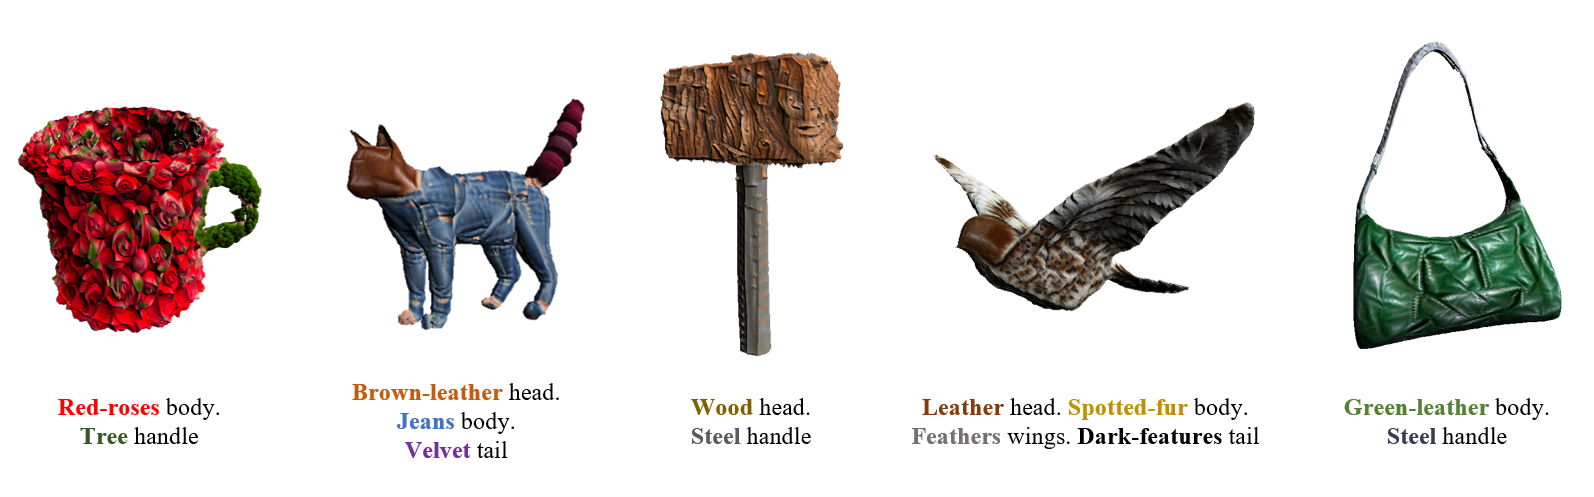 Red-roses body.
Tree handle
Brown-leather head.
Jeans body.
Velvet tail
Wood head.
Steel handle
Leather head. Spotted-fur body.
Feathers wings. Dark-features tail
Green-leather body.
Steel handle